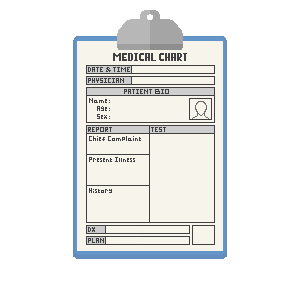 MEDICAL CHART
DATE & TIME
PHYSICIAN
PATIENT BIO
Name:
Age:
Sex:
REPORT TEST
Chief Complaint
Present Illness
History
DX
PLAN